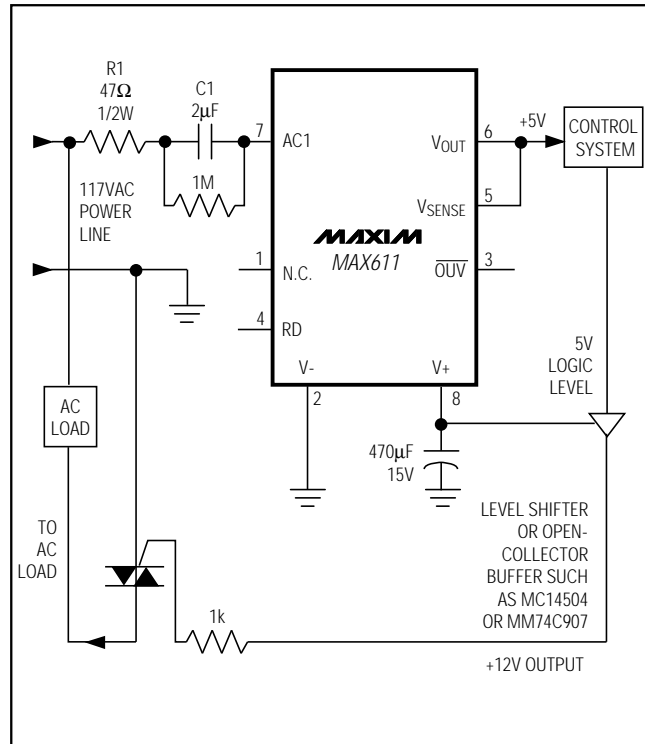 R1
47Ω
1/2W
C1
2µF
7
AC1
1M
117VAC
POWER
LINE
VOUT
6
+5V
CONTROL
SYSTEM
VSENSE
5
MAXIM
MAX611
1
N.C.
OUV
3
4
RD
V-
2
V+
8
5V
LOGIC
LEVEL
AC
LOAD
470µF
15V
TO
AC
LOAD
LEVEL SHIFTER
OR OPEN-
COLLECTOR
BUFFER SUCH
AS MC14504
OR MM74C907
1k
+12V OUTPUT